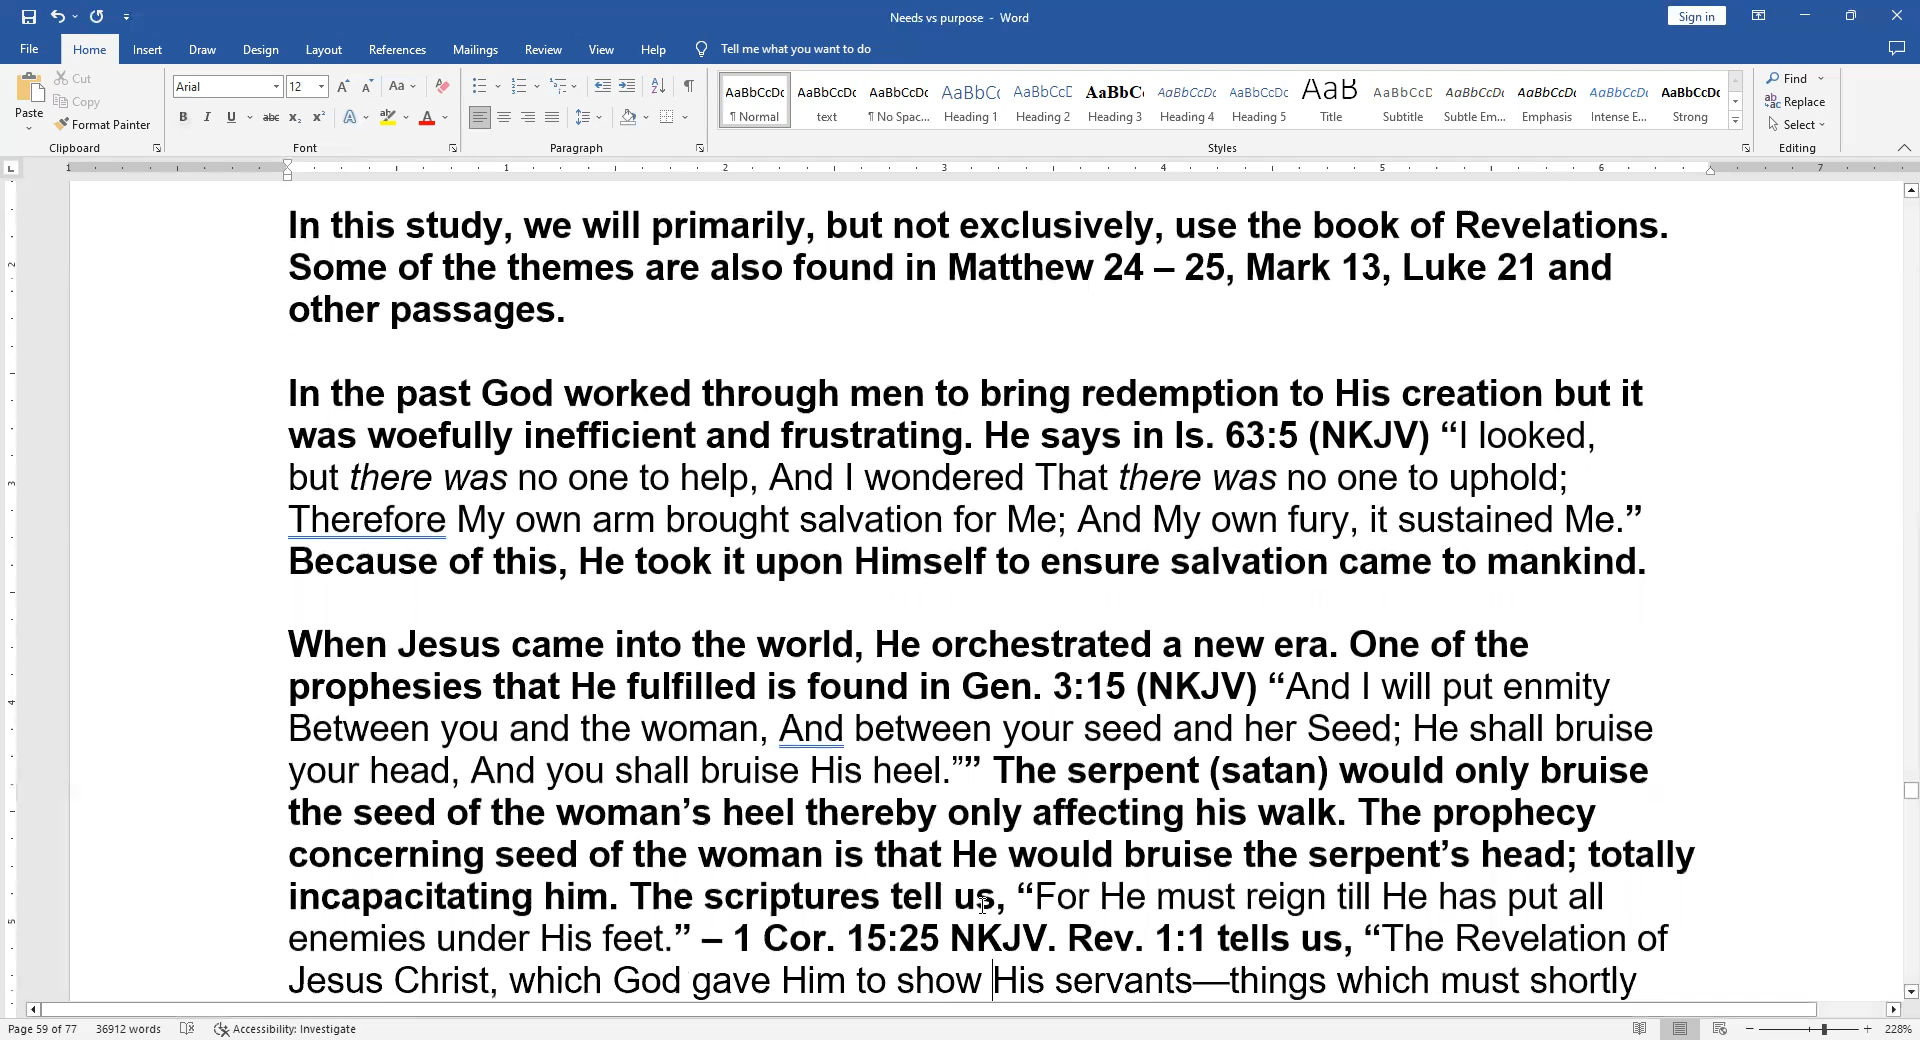 Needs vs purpose - Word
Sign in
File Home Insert Draw Design Layout References Mailings Review View Help Tell me what you want to do
Paste
Cut
Copy
Format Painter
Clipboard
Arial 12
Font
Paragraph
AaBbCcDc ¶ Normal
AaBbCcDc text
AaBbCcDc ¶ No Spac...
AaBbCc Heading 1
AaBbCcC Heading 2
AaBbC Heading 3
AaBbCcDc Heading 4
AaBbCcDc Heading 5
AaB Title
AaBbCcD Subtitle
AaBbCcDc Subtle Em...
AaBbCcDc Emphasis
AaBbCcDc Intense E...
AaBbCcDc Strong
Styles
Find
Replace
Select
Editing
1 1 2 3 4 5 6 7
In this study, we will primarily, but not exclusively, use the book of Revelations.
Some of the themes are also found in Matthew 24 – 25, Mark 13, Luke 21 and
other passages.
In the past God worked through men to bring redemption to His creation but it
was woefully inefficient and frustrating. He says in Is. 63:5 (NKJV) “I looked,
but there was no one to help, And I wondered That there was no one to uphold;
Therefore My own arm brought salvation for Me; And My own fury, it sustained Me.”
Because of this, He took it upon Himself to ensure salvation came to mankind.
When Jesus came into the world, He orchestrated a new era. One of the
prophesies that He fulfilled is found in Gen. 3:15 (NKJV) “And I will put enmity
Between you and the woman, And between your seed and her Seed; He shall bruise
your head, And you shall bruise His heel.”” The serpent (satan) would only bruise
the seed of the woman’s heel thereby only affecting his walk. The prophecy
concerning seed of the woman is that He would bruise the serpent’s head; totally
incapacitating him. The scriptures tell us, “For He must reign till He has put all
enemies under His feet.” – 1 Cor. 15:25 NKJV. Rev. 1:1 tells us, “The Revelation of
Jesus Christ, which God gave Him to show His servants—things which must shortly
Page 59 of 77 36912 words Accessibility: Investigate 228%